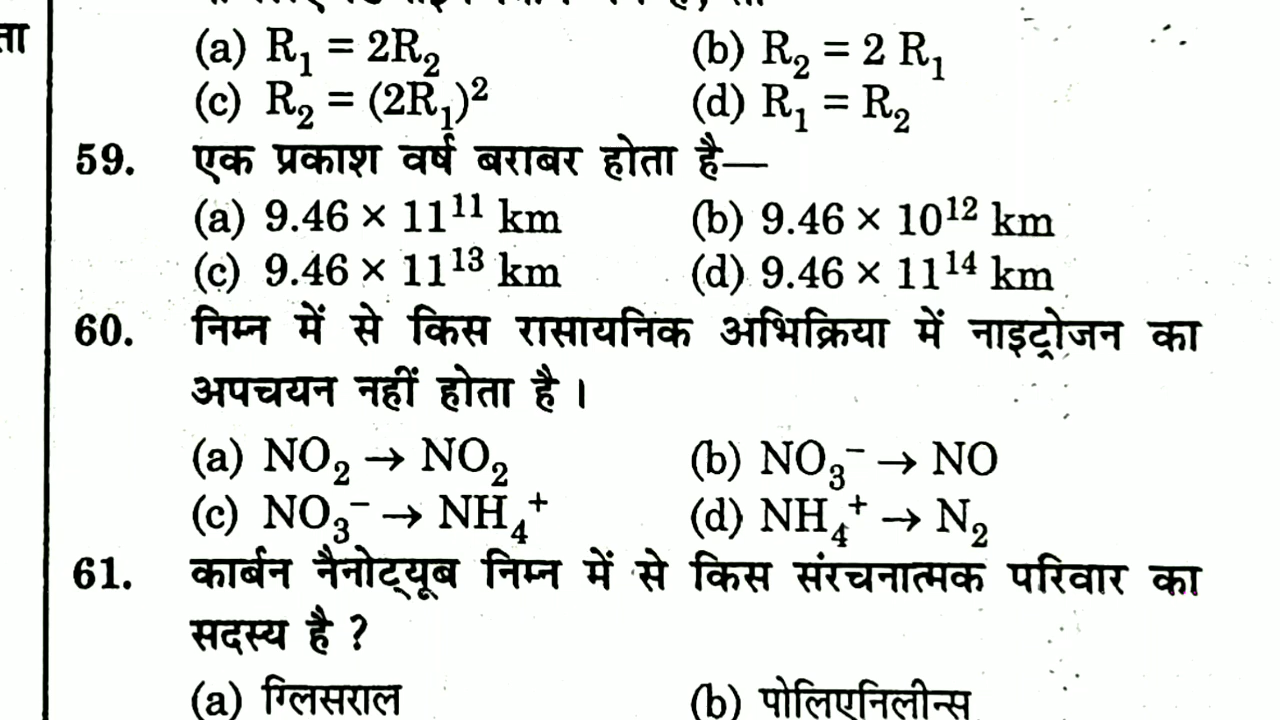 ता
(a) R₁ = 2R₂ (b) R₂ = 2 R₁
(c) R₂ = (2R₁)² (d) R₁ = R₂
59. एक प्रकाश वर्ष बराबर होता है—
(a) 9.46 × 11¹¹ km (b) 9.46 × 10¹² km
(c) 9.46 × 11¹³ km (d) 9.46 × 11¹⁴ km
60. निम्न में से किस रासायनिक अभिक्रिया में नाइट्रोजन का
अपचयन नहीं होता है।
(a) NO₂ → NO₂ (b) NO₃⁻ → NO
(c) NO₃⁻ → NH₄⁺ (d) NH₄⁺ → N₂
61. कार्बन नैनोट्यूब निम्न में से किस संरचनात्मक परिवार का
सदस्य है ?
(a) ग्लिसराल (b) पोलिएनिलीन्स